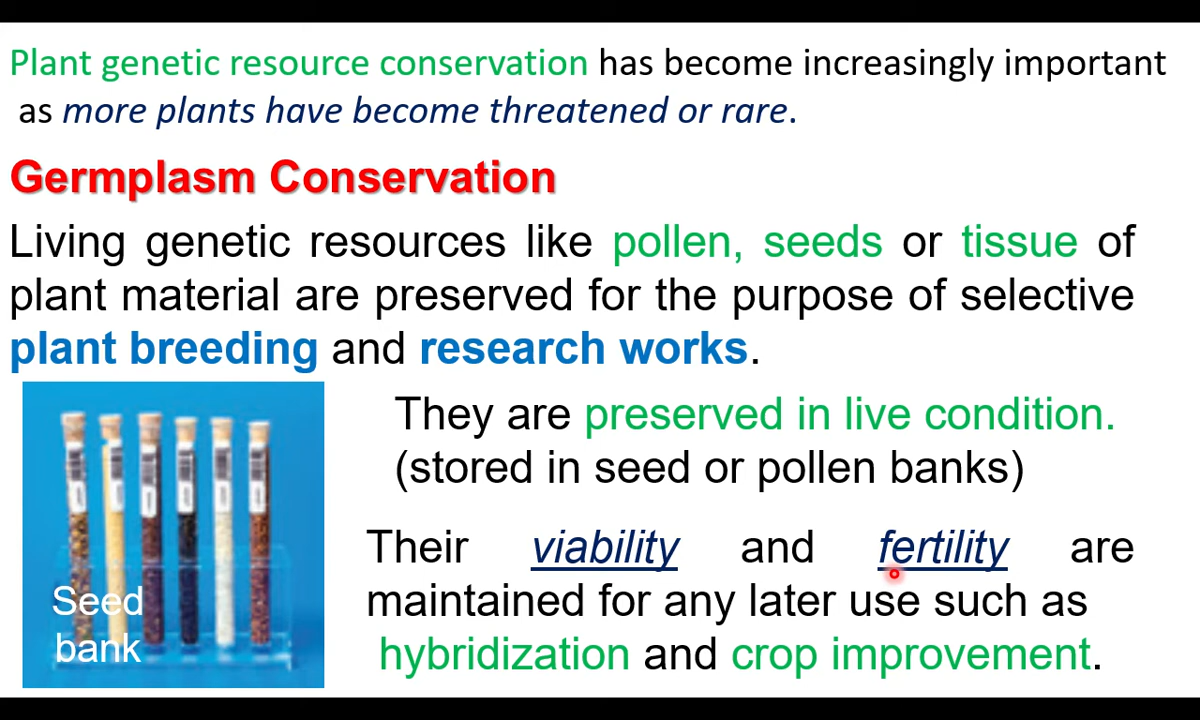 Plant genetic resource conservation has become increasingly important
as more plants have become threatened or rare.
Germplasm Conservation
Living genetic resources like pollen, seeds or tissue of
plant material are preserved for the purpose of selective
plant breeding and research works.
They are preserved in live condition.
(stored in seed or pollen banks)
Their viability and fertility are
maintained for any later use such as
hybridization and crop improvement.
Seed
bank